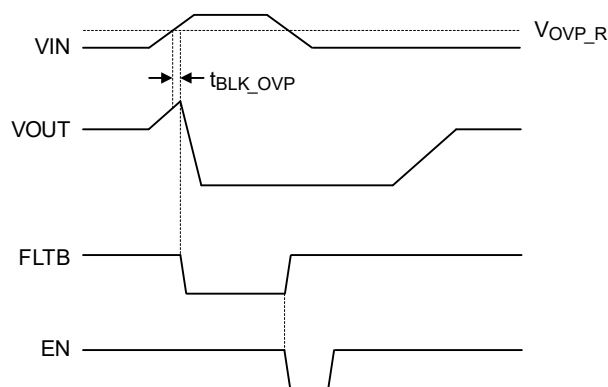 VOVP_R
VIN
tBLK_OVP
VOUT
FLTB
EN